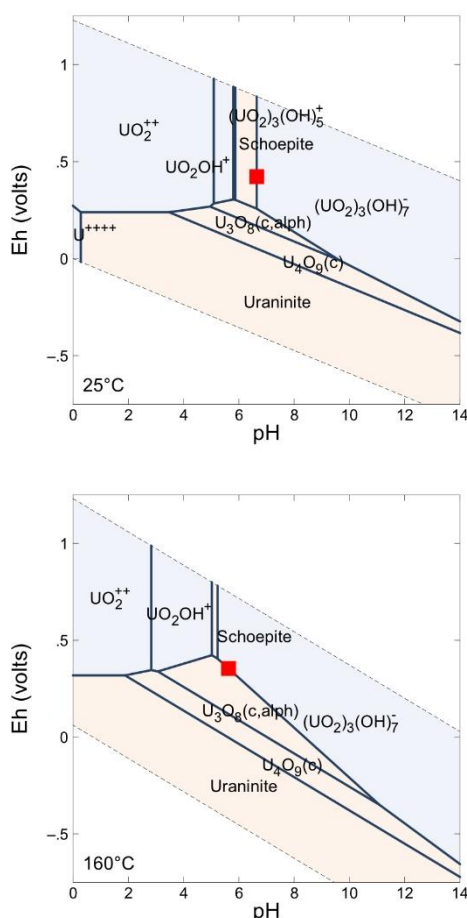 1
(UO₂)₃(OH)₅⁺
UO₂⁺⁺
Schoepite
UO₂OH⁺
.5
Eh (volts)
(UO₂)₃(OH)₇⁻
U₃O₈(c,alph)
U⁺⁺⁺⁺
0
U₄O₉(c)
Uraninite
–.5
25°C
0 2 4 6 8 10 12 14
pH
1
UO₂⁺⁺
UO₂OH⁺
Schoepite
.5
Eh (volts)
U₃O₈(c,alph)
(UO₂)₃(OH)₇⁻
0
U₄O₉(c)
Uraninite
–.5
160°C
0 2 4 6 8 10 12 14
pH